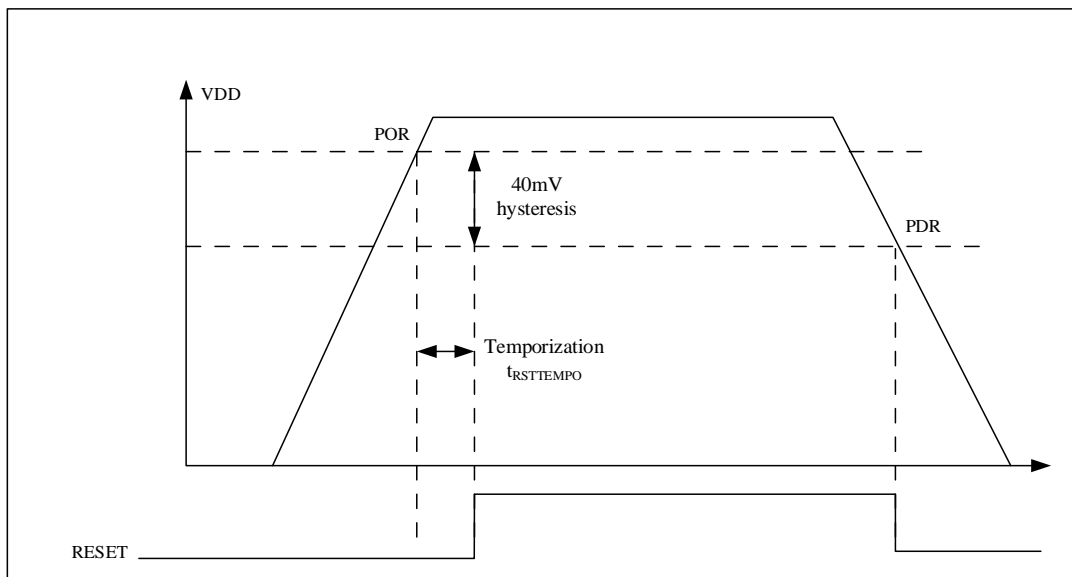 VDD
POR
40mV
hysteresis
PDR
Temporization
tRSTTEMPO
RESET